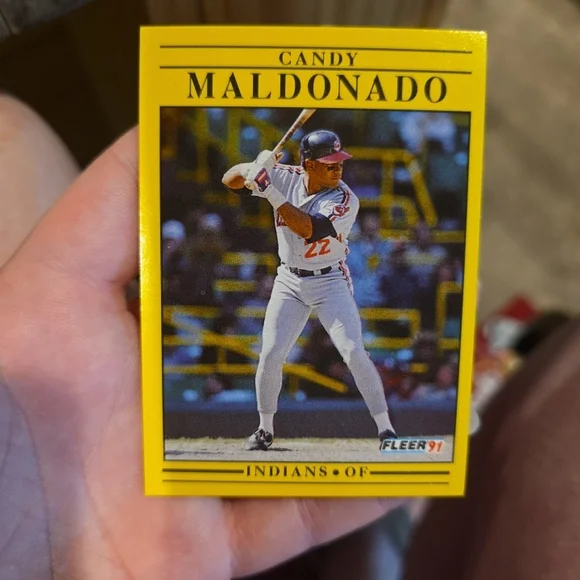 CANDY
MALDONADO
22
FLEER 91
INDIANS • OF